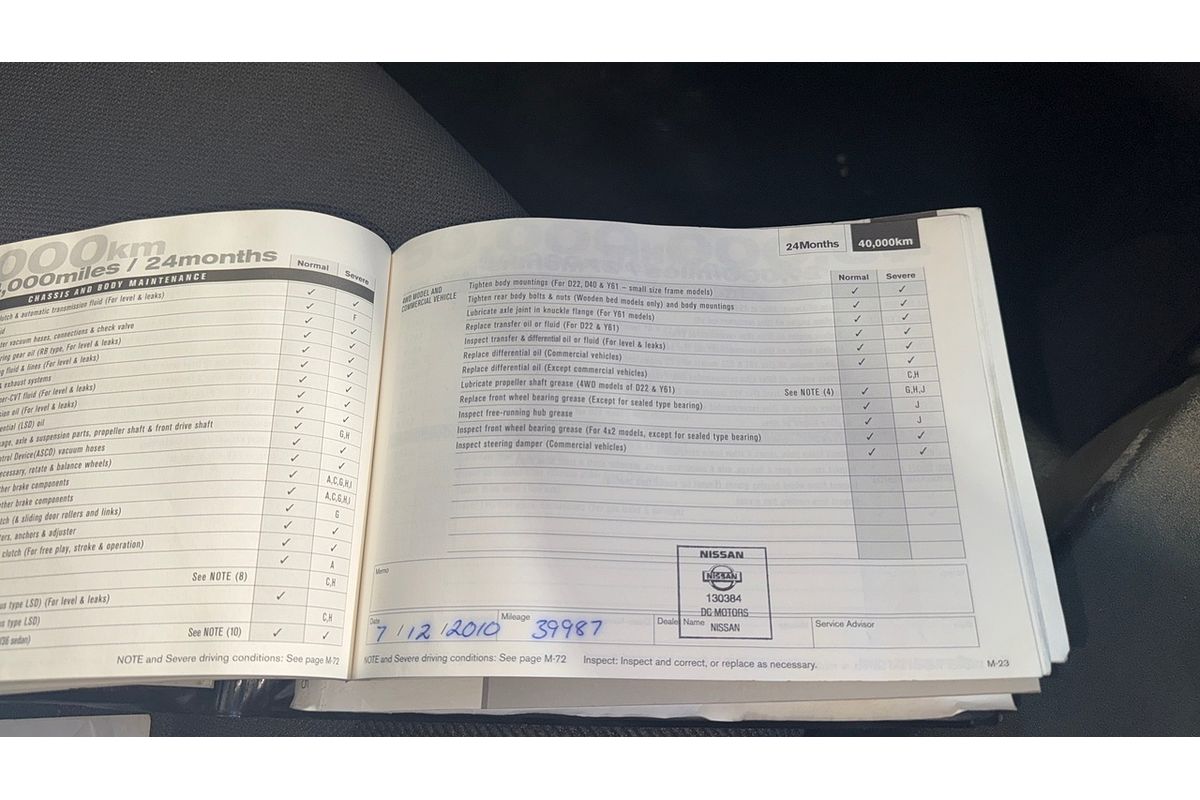 000km
,000miles / 24months
Normal
Severe
CHASSIS AND BODY MAINTENANCE
clutch & automatic transmission fluid (For level & leaks) ✓ ✓
✓ F
vacuum hoses, connections & check valve ✓ ✓
ring gear oil (RB type, For level & leaks) ✓ ✓
fluid & lines (For level & leaks) ✓ ✓
& exhaust systems ✓ ✓
per-CVT fluid (For level & leaks) ✓ ✓
sion oil (For level & leaks) ✓ ✓
ential (LSD) oil ✓ ✓
age, axle & suspension parts, propeller shaft & front drive shaft ✓ G,H
ntrol Device(ASCD) vacuum hoses ✓ ✓
ecessary, rotate & balance wheels) ✓ ✓
ther brake components ✓ A,C,G,H,I
ther brake components ✓ A,C,G,H,I
tch (& sliding door rollers and links) ✓ G
ters, anchors & adjuster ✓ ✓
clutch (For free play, stroke & operation) ✓ ✓
✓ A
See NOTE (8) C,H
us type LSD) (For level & leaks) ✓
us type LSD) C,H
/36 sedan) See NOTE (10) ✓ ✓
NOTE and Severe driving conditions: See page M-72
24Months 40,000km
Normal Severe
4WD MODEL AND
COMMERCIAL VEHICLE
Tighten body mountings (For D22, D40 & Y61 – small size frame models) ✓ ✓
Tighten rear body bolts & nuts (Wooden bed models only) and body mountings ✓ ✓
Lubricate axle joint in knuckle flange (For Y61 models) ✓ ✓
Replace transfer oil or fluid (For D22 & Y61) ✓ ✓
Inspect transfer & differential oil or fluid (For level & leaks) ✓ ✓
Replace differential oil (Commercial vehicles) ✓ ✓
Replace differential oil (Except commercial vehicles) C,H
Lubricate propeller shaft grease (4WD models of D22 & Y61) See NOTE (4) ✓ G,H,J
Replace front wheel bearing grease (Except for sealed type bearing) ✓ J
Inspect free-running hub grease ✓ J
Inspect front wheel bearing grease (For 4x2 models, except for sealed type bearing) ✓ ✓
Inspect steering damper (Commercial vehicles) ✓ ✓
Memo
NISSAN
NISSAN
130384
DC MOTORS
NISSAN
Date 7 / 12 / 2010 Mileage 39987 Dealer Name Service Advisor
NOTE and Severe driving conditions: See page M-72 Inspect: Inspect and correct, or replace as necessary.
M-23